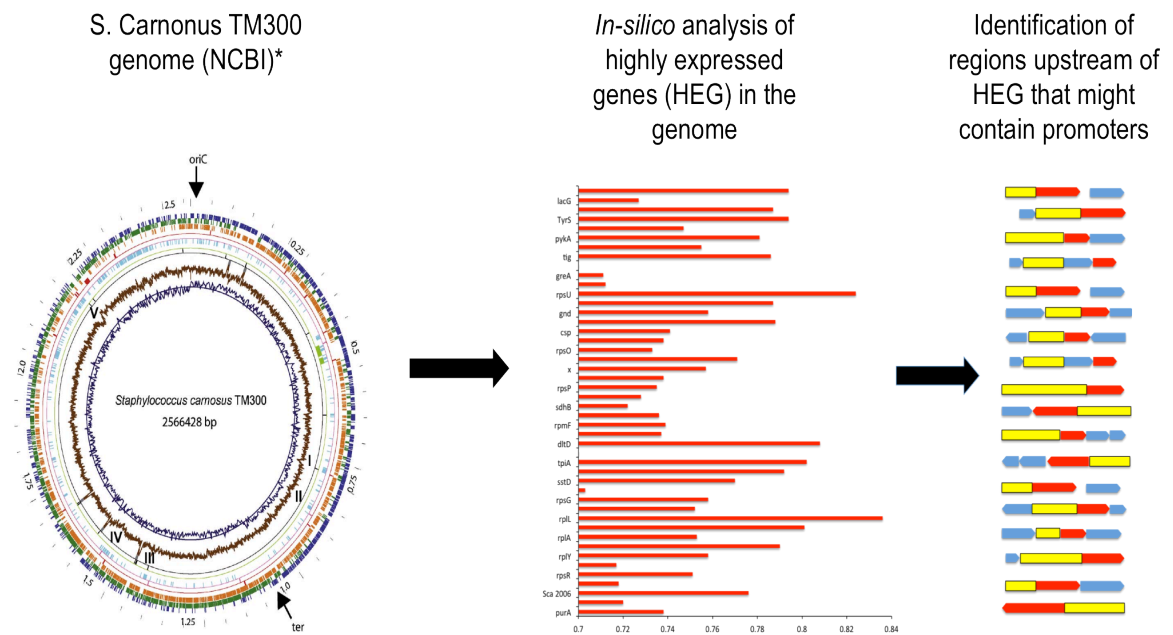 S. Carnonus TM300
genome (NCBI)*
In-silico analysis of
highly expressed
genes (HEG) in the
genome
Identification of
regions upstream of
HEG that might
contain promoters
oriC
2.5
0.25
0.5
0.75
1.0
1.25
1.5
1.75
2.0
2.25
V
I
II
III
IV
Staphylococcus carnosus TM300
2566428 bp
ter
lacG
TyrS
pykA
tig
greA
rpsU
gnd
csp
rpsO
x
rpsP
sdhB
rpmF
dltD
tpiA
sstD
rpsG
rplL
rplA
rplY
rpsR
Sca 2006
purA
0.7 0.72 0.74 0.76 0.78 0.8 0.82 0.84